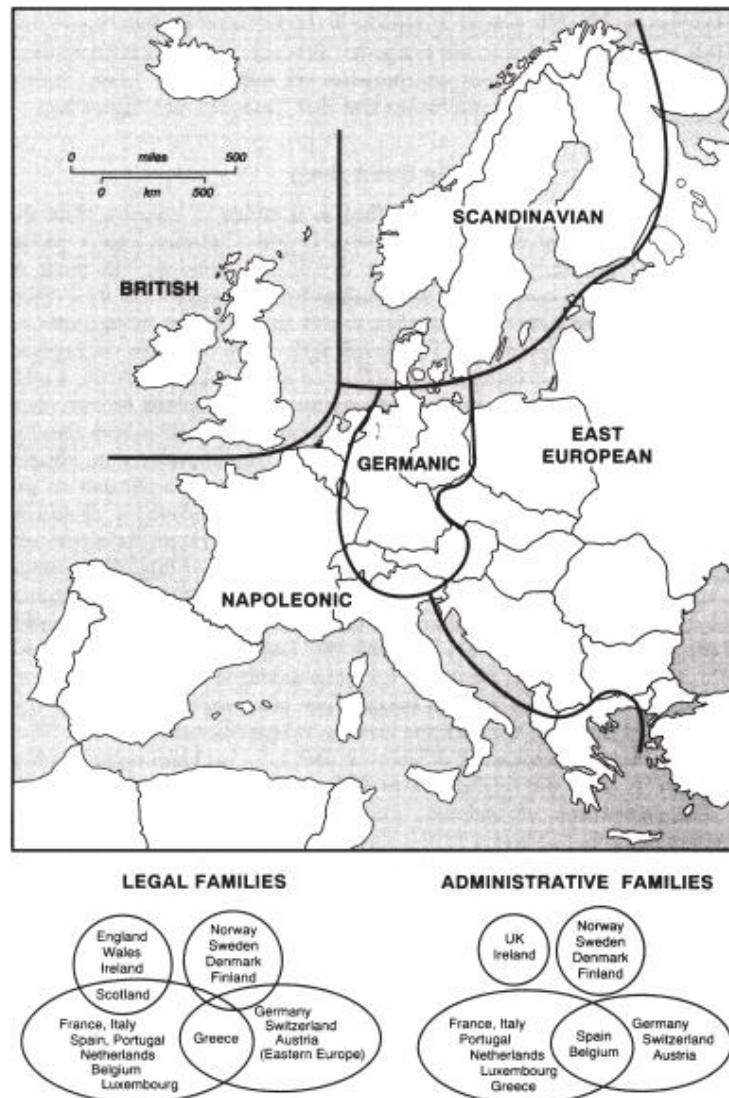 0 miles 500
0 km 500
SCANDINAVIAN
BRITISH
EAST
EUROPEAN
GERMANIC
NAPOLEONIC
LEGAL FAMILIES
England
Wales
Ireland
Scotland
Norway
Sweden
Denmark
Finland
France, Italy
Spain, Portugal
Netherlands
Belgium
Luxembourg
Greece
Germany
Switzerland
Austria
(Eastern Europe)
ADMINISTRATIVE FAMILIES
UK
Ireland
Norway
Sweden
Denmark
Finland
France, Italy
Portugal
Netherlands
Luxembourg
Greece
Spain
Belgium
Germany
Switzerland
Austria